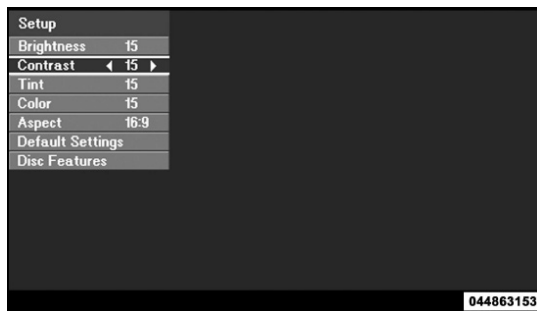 Setup
Brightness 15
Contrast 15
Tint 15
Color 15
Aspect 16:9
Default Settings
Disc Features
044863153